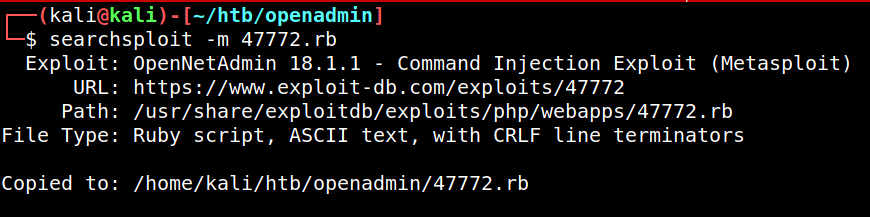 ┌──(kali@kali)-[~/htb/openadmin]
└─$ searchsploit -m 47772.rb
Exploit: OpenNetAdmin 18.1.1 - Command Injection Exploit (Metasploit)
URL: https://www.exploit-db.com/exploits/47772
Path: /usr/share/exploitdb/exploits/php/webapps/47772.rb
File Type: Ruby script, ASCII text, with CRLF line terminators
Copied to: /home/kali/htb/openadmin/47772.rb